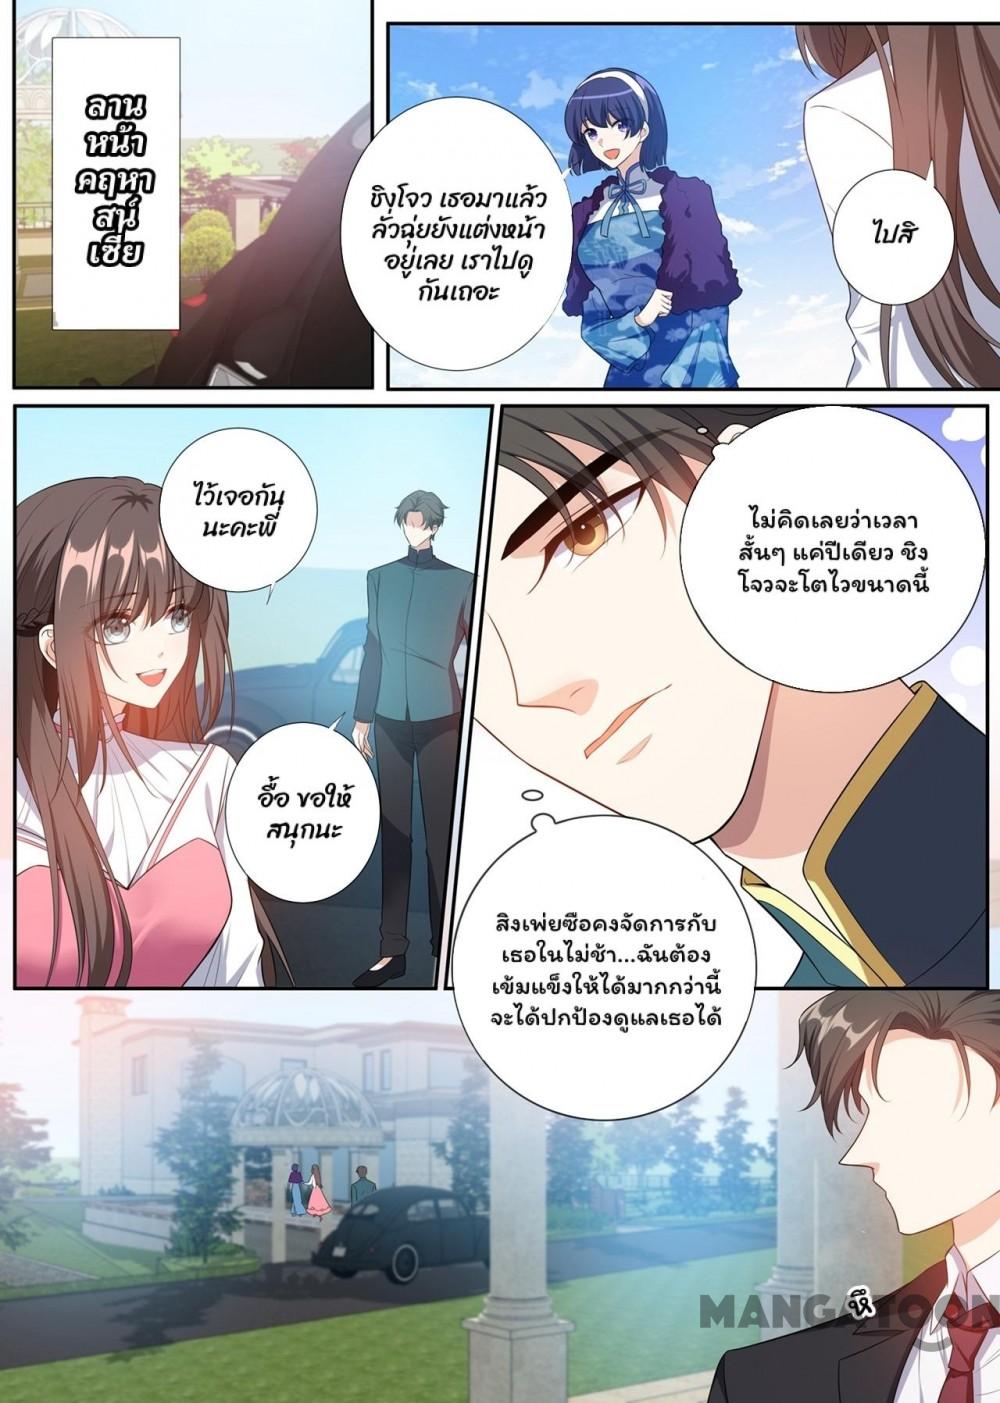 ลาน
หน้า
คฤหา
สน์
เซี่ย
ชิงโจว เธอมาแล้ว
ลั่วฉุ่ยยังแต่งหน้า
อยู่เลย เราไปดู
กันเถอะ
ไปสิ
ไว้เจอกัน
นะคะพี่
อื้อ ขอให้
สนุกนะ
ไม่คิดเลยว่าเวลา
สั้นๆ แค่ปีเดียว ชิง
โจวจะโตไวขนาดนี้
สิงเฟยซือคงจัดการกับ
เธอในไม่ช้า...ฉันต้อง
เข้มแข็งให้ได้มากกว่านี้
จะได้ปกป้องดูแลเธอได้
หึ
MANGATOON